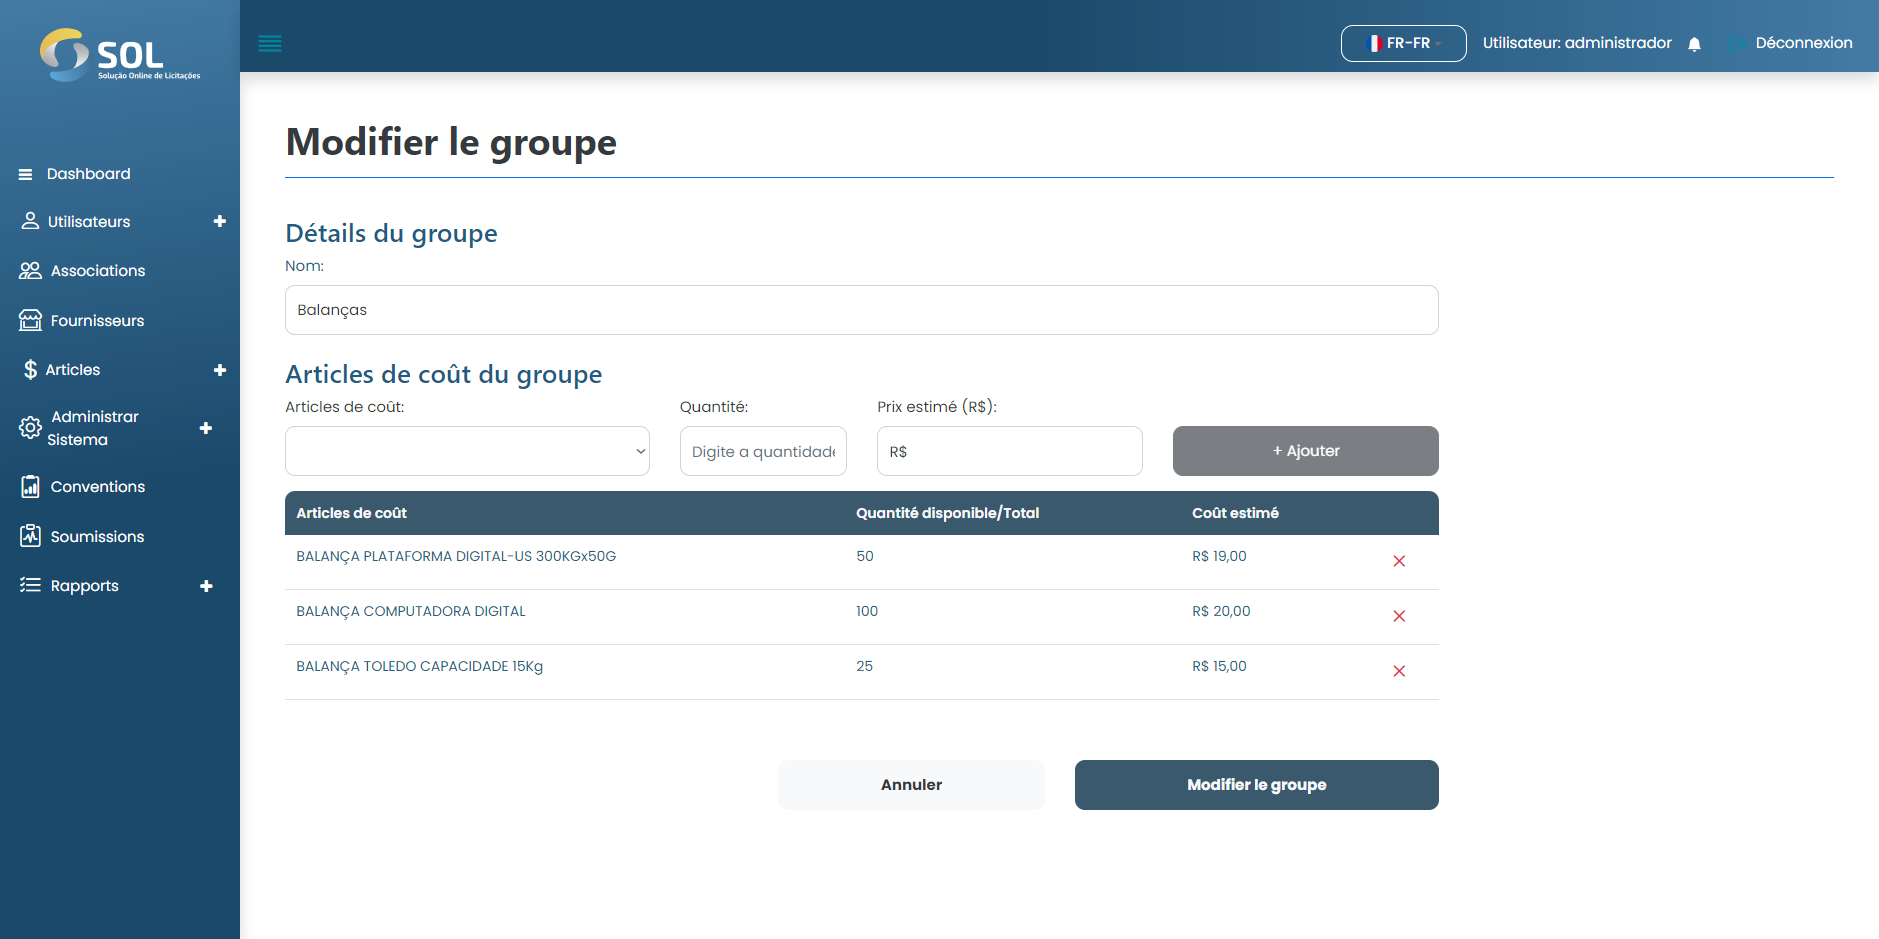 SOL
Solução Online de Licitações
FR-FR
Utilisateur: administrador
Déconnexion
Dashboard
Utilisateurs
Associations
Fournisseurs
Articles
Administrar
Sistema
Conventions
Soumissions
Rapports
Modifier le groupe
Détails du groupe
Nom:
Balanças
Articles de coût du groupe
Articles de coût: Quantité: Prix estimé (R$):
Digite a quantidade R$ + Ajouter
Articles de coût Quantité disponible/Total Coût estimé
BALANÇA PLATAFORMA DIGITAL-US 300KGx50G 50 R$ 19,00
BALANÇA COMPUTADORA DIGITAL 100 R$ 20,00
BALANÇA TOLEDO CAPACIDADE 15Kg 25 R$ 15,00
Annuler Modifier le groupe